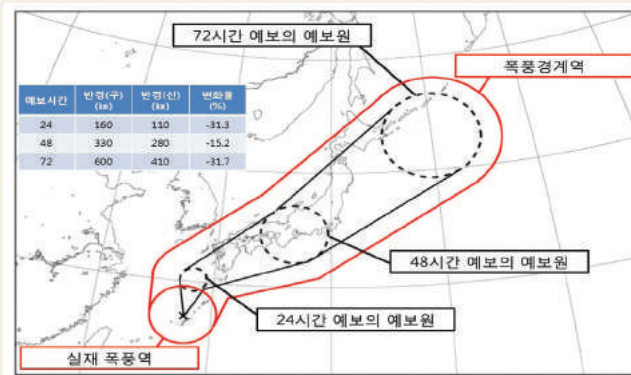 72시간 예보의 예보원
폭풍경계역
예보시간 반경(구)(㎞) 반경(신)(㎞) 변화율(%)
24 160 110 -31.3
48 330 280 -15.2
72 600 410 -31.7
48시간 예보의 예보원
24시간 예보의 예보원
실재 폭풍역